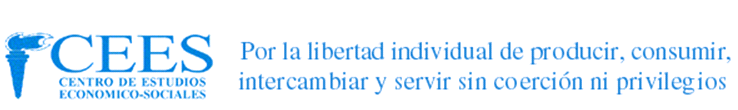 CEES
CENTRO DE ESTUDIOS
ECONOMICO-SOCIALES
Por la libertad individual de producir, consumir,
intercambiar y servir sin coerción ni privilegios